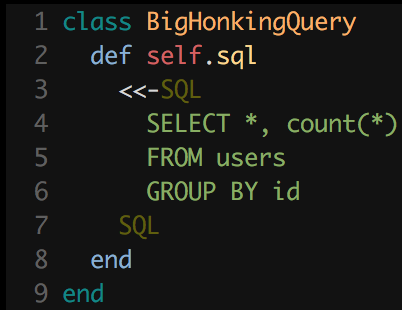 1 class BigHonkingQuery
2   def self.sql
3     <<-SQL
4       SELECT *, count(*)
5       FROM users
6       GROUP BY id
7     SQL
8   end
9 end